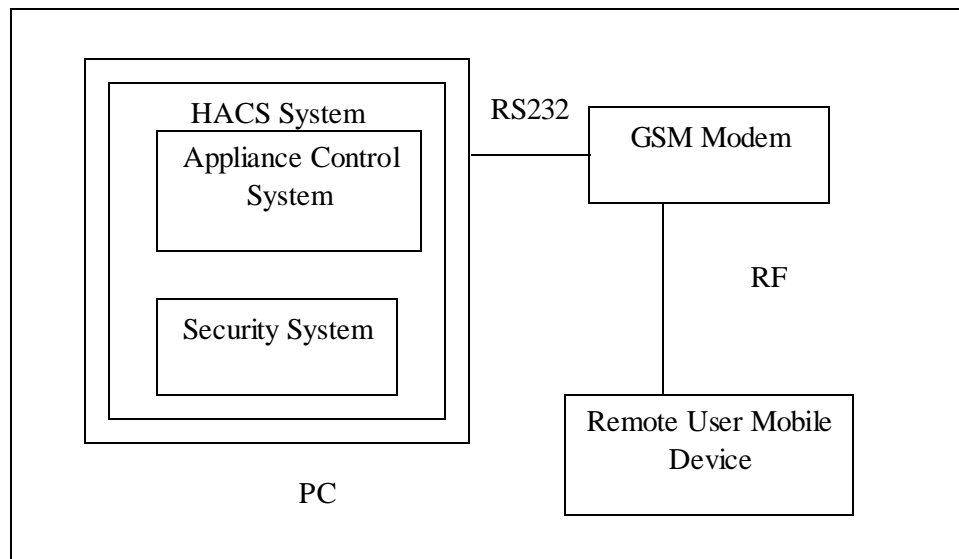 HACS System
Appliance Control
System
Security System
PC
RS232
GSM Modem
RF
Remote User Mobile
Device